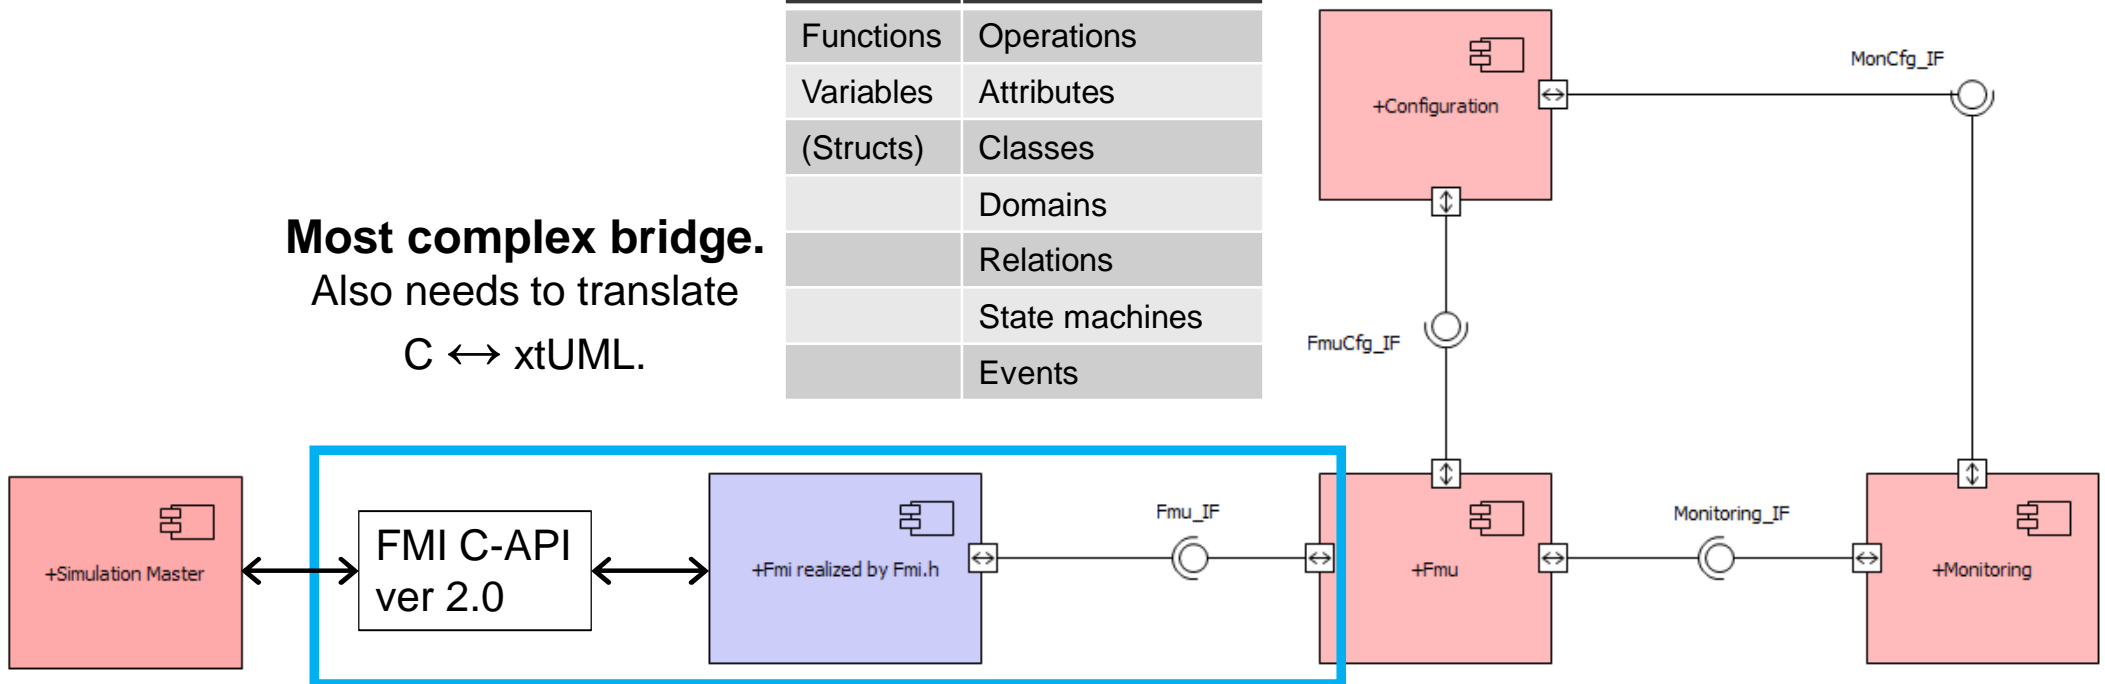 Functions Operations
Variables Attributes
(Structs) Classes
Domains
Relations
State machines
Events
Most complex bridge.
Also needs to translate
C ↔ xtUML.
+Configuration
MonCfg_IF
FmuCfg_IF
+Simulation Master
FMI C-API
ver 2.0
+Fmi realized by Fmi.h
Fmu_IF
+Fmu
Monitoring_IF
+Monitoring